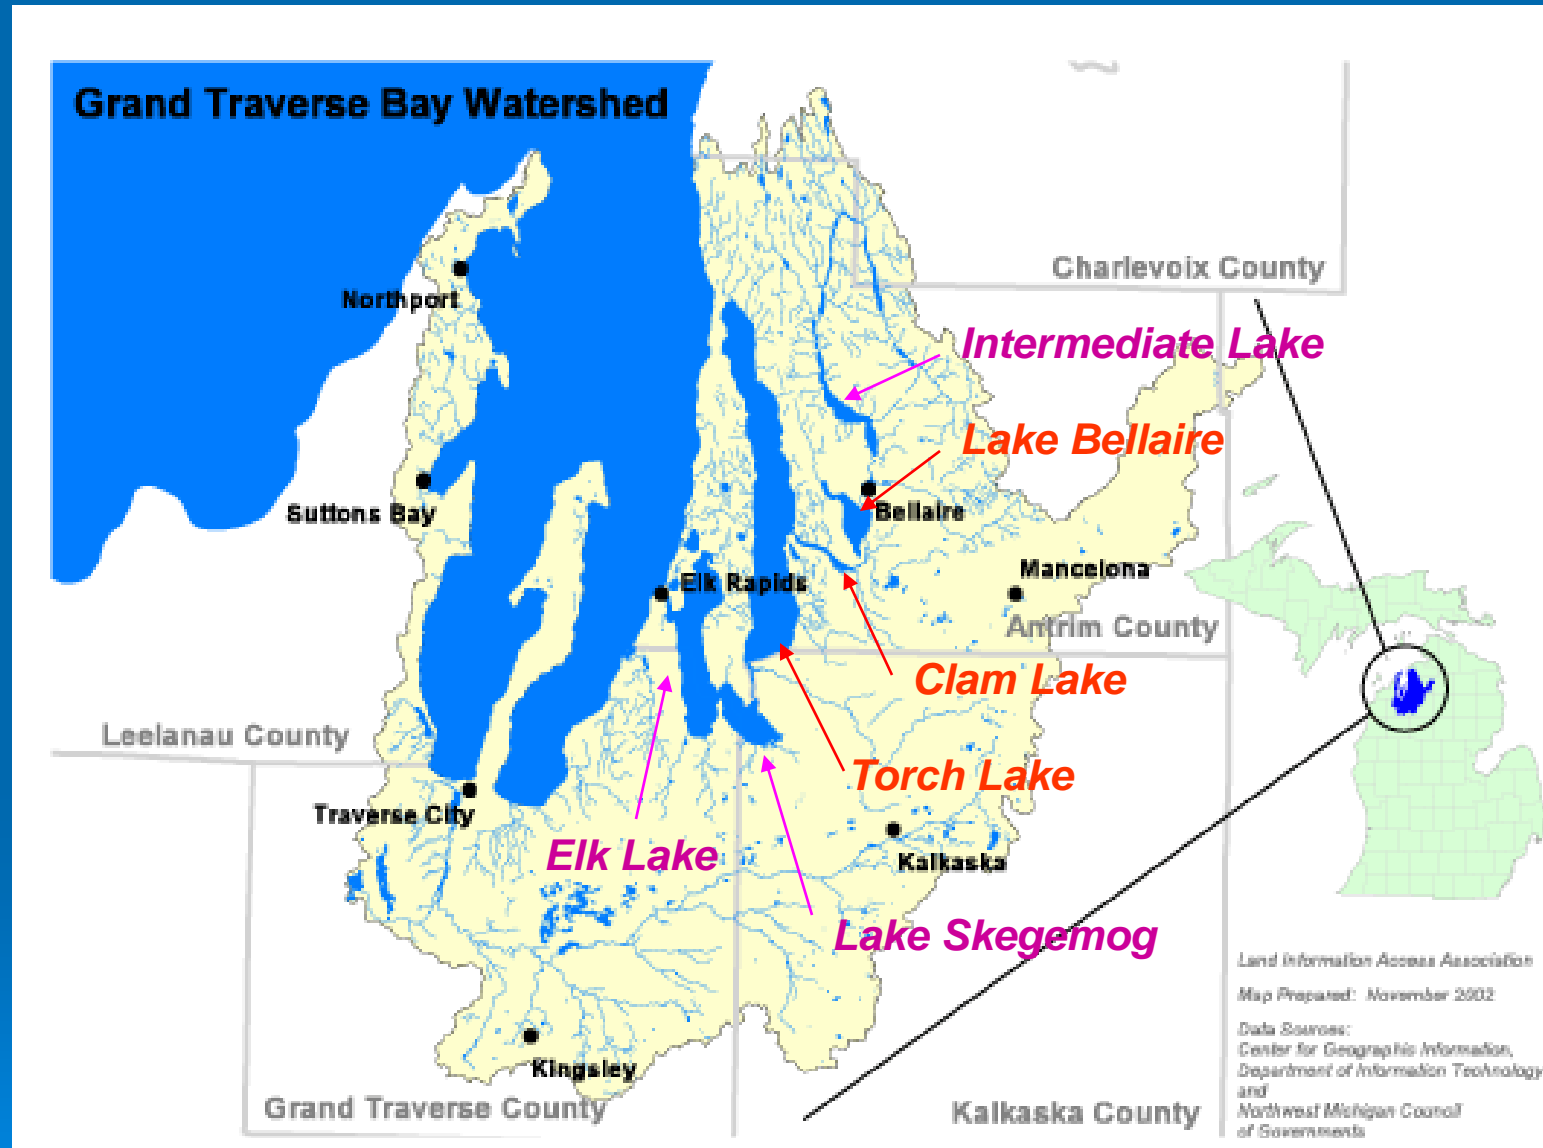 Grand Traverse Bay Watershed
Charlevoix County
Northport
Intermediate Lake
Lake Bellaire
Suttons Bay
Bellaire
Mancelona
Elk Rapids
Antrim County
Clam Lake
Leelanau County
Torch Lake
Traverse City
Elk Lake
Kalkaska
Lake Skegemog
Land Information Access Association
Map Prepared: November 2002
Data Sources:
Center for Geographic Information,
Department of Information Technology
and
Northwest Michigan Council
of Governments
Kingsley
Grand Traverse County
Kalkaska County